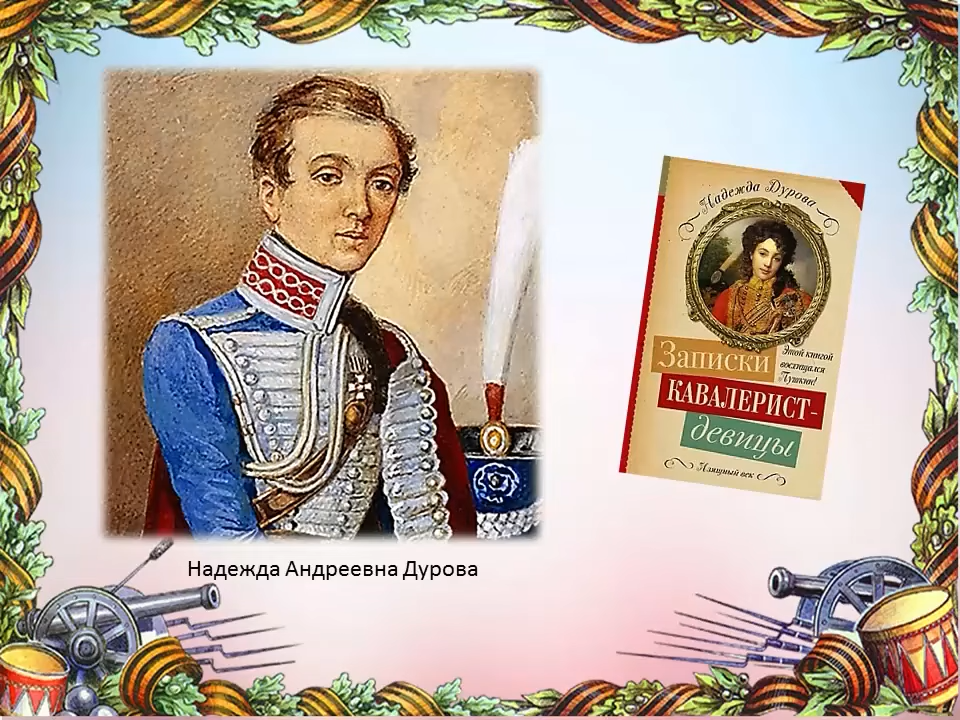 Надежда Дурова
Записки
Этой книгой
восхищался
Пушкин!
КАВАЛЕРИСТ-
девицы
Изящный век
Надежда Андреевна Дурова